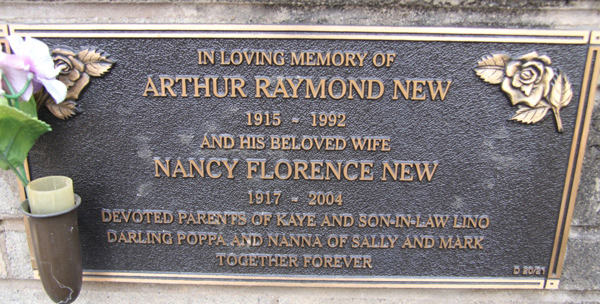 IN LOVING MEMORY OF
ARTHUR RAYMOND NEW
1915 ~ 1992
AND HIS BELOVED WIFE
NANCY FLORENCE NEW
1917 ~ 2004
DEVOTED PARENTS OF KAYE AND SON-IN-LAW LINO
DARLING POPPA AND NANNA OF SALLY AND MARK
TOGETHER FOREVER
D 20/21